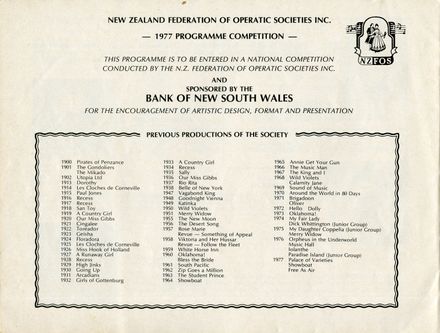 NEW ZEALAND FEDERATION OF OPERATIC SOCIETIES INC.
— 1977 PROGRAMME COMPETITION —
NZFOS
THIS PROGRAMME IS TO BE ENTERED IN A NATIONAL COMPETITION
CONDUCTED BY THE N.Z. FEDERATION OF OPERATIC SOCIETIES INC.
AND
SPONSORED BY THE
BANK OF NEW SOUTH WALES
FOR THE ENCOURAGEMENT OF ARTISTIC DESIGN, FORMAT AND PRESENTATION
PREVIOUS PRODUCTIONS OF THE SOCIETY
1900 Pirates of Penzance
1901 The Gondoliers
The Mikado
1902 Utopia Ltd
1913 Dorothy
1914 Les Cloches de Corneville
1915 Paul Jones
1916 Recess
1917 Recess
1918 San Toy
1919 A Country Girl
1920 Our Miss Gibbs
1921 Cingalee
1922 Toreador
1923 Geisha
1924 Floradora
1925 Les Cloches de Corneville
1926 Miss Hook of Holland
1927 A Runaway Girl
1928 Recess
1929 High Jinks
1930 Going Up
1931 Arcadians
1932 Girls of Gottenburg
1933 A Country Girl
1934 Recess
1935 Sally
1936 Our Miss Gibbs
1937 Rio Rita
1938 Belle of New York
1947 Vagabond King
1948 Goodnight Vienna
1949 Katinka
1950 Wild Violets
1951 Merry Widow
1955 The New Moon
1956 The Desert Song
1957 Rose Marie
Revue — Something of Appeal
1958 Viktoria and Her Hussar
Revue — Follow the Fleet
1959 White Horse Inn
1960 Oklahoma!
Bless the Bride
1961 South Pacific
1962 Zip Goes a Million
1963 The Student Prince
1964 Showboat
1965 Annie Get Your Gun
1966 The Music Man
1967 The King and I
1968 Wild Violets
Calamity Jane
1969 Sound of Music
1970 Around the World in 80 Days
1971 Brigadoon
Oliver
1972 Hello Dolly
1973 Oklahoma!
1974 My Fair Lady
Dick Whittington (Junior Group)
1975 My Daughter Coppelia (Junior Group)
Merry Widow
1976 Orpheus in the Underworld
Music Hall
Iolanthe
Paradise Island (Junior Group)
1977 Palace of Varieties
Showboat
Free As Air